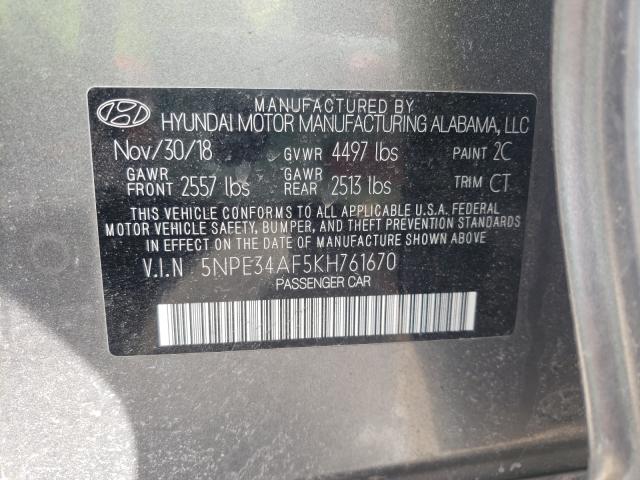 MANUFACTURED BY
HYUNDAI MOTOR MANUFACTURING ALABAMA, LLC
Nov/30/18 GVWR 4497 lbs PAINT 2C
GAWR FRONT 2557 lbs GAWR REAR 2513 lbs TRIM CT
THIS VEHICLE CONFORMS TO ALL APPLICABLE U.S.A. FEDERAL
MOTOR VEHICLE SAFETY, BUMPER, AND THEFT PREVENTION STANDARDS
IN EFFECT ON THE DATE OF MANUFACTURE SHOWN ABOVE.
V.I.N 5NPE34AF5KH761670
PASSENGER CAR